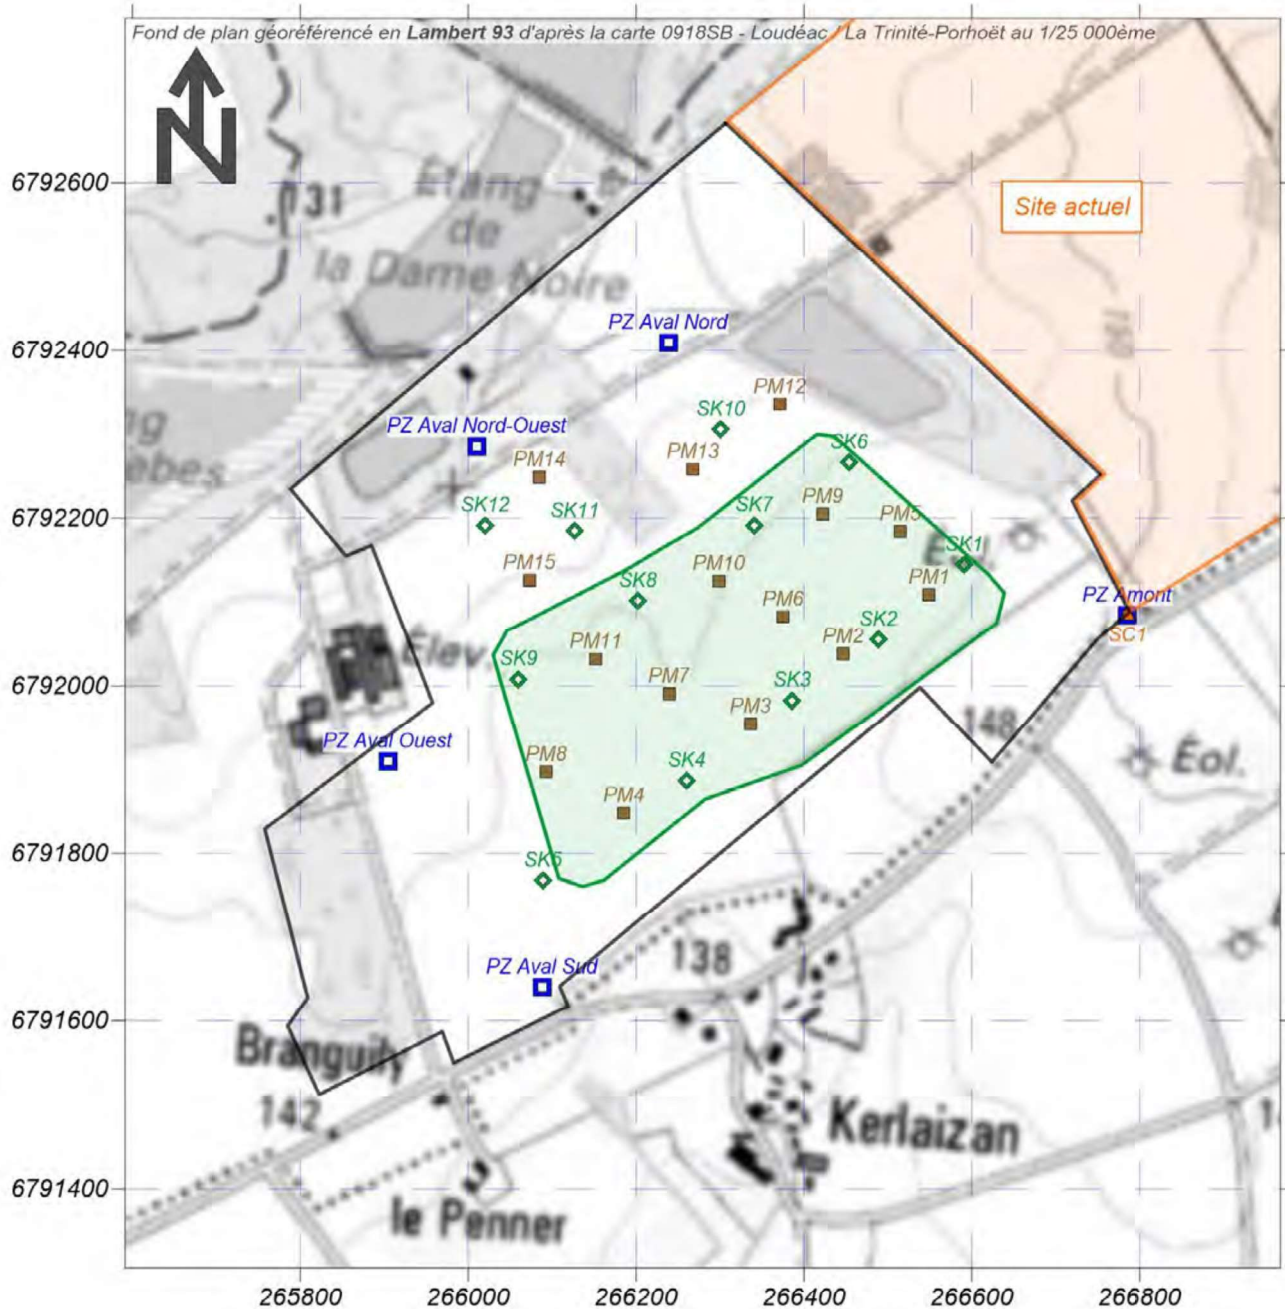 Fond de plan géoréférencé en Lambert 93 d'après la carte 0918SB - Loudéac / La Trinité-Porhoët au 1/25 000ème
N
6792600
131
Etang
de
la Dame Noire
Site actuel
PZ Aval Nord
6792400
PM12
SK10
PZ Aval Nord-Ouest
SK6
PM13
PM14
SK12
SK11
SK7
PM9
PM5
6792200
SK1
PM15
PM10
SK8
PM1
PZ Amont
PM6
SK2
SC1
Élev.
PM11
PM2
SK9
6792000
PM7
SK3
PM3
148
PZ Aval Ouest
PM8
SK4
Éol.
PM4
6791800
SK5
138
PZ Aval Sud
6791600
Branguily
142
Kerlaizan
6791400
le Penner
265800
266000
266200
266400
266600
266800